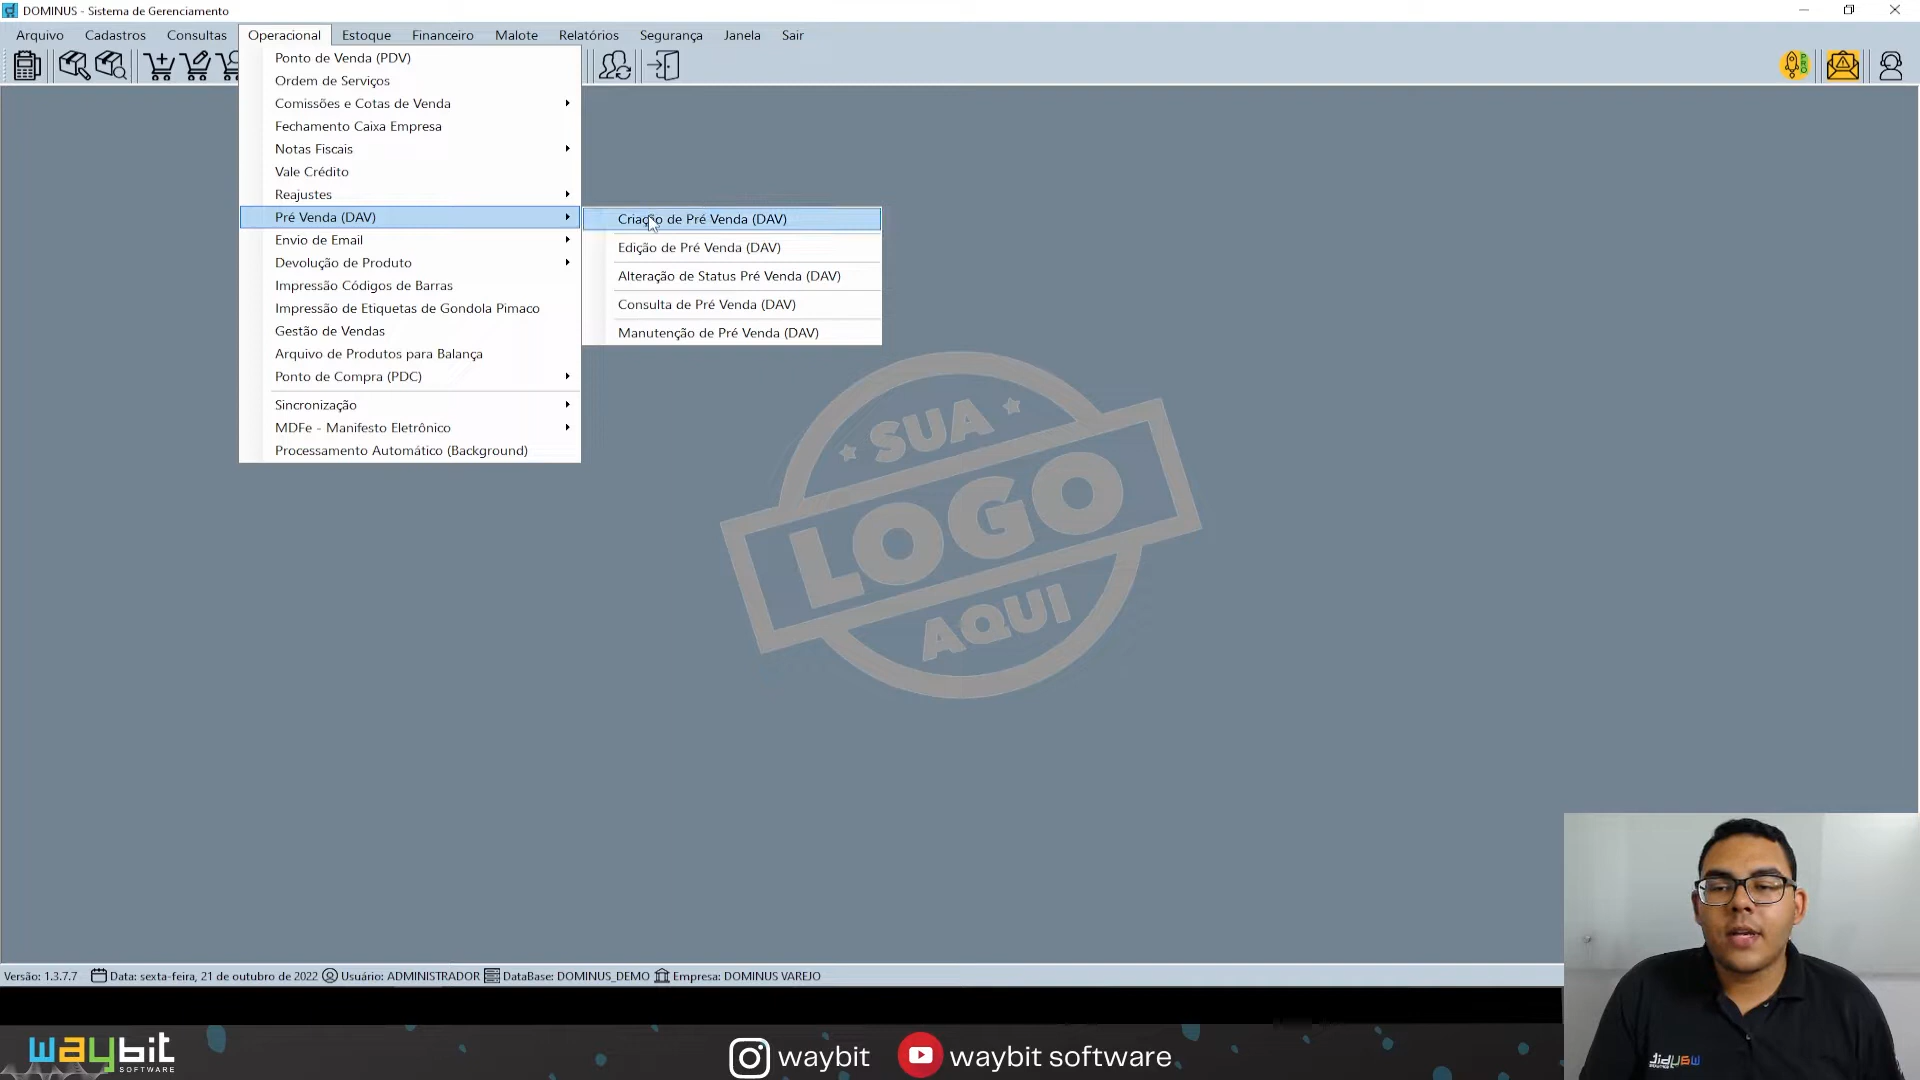 DOMINUS - Sistema de Gerenciamento
Arquivo Cadastros Consultas Operacional Estoque Financeiro Malote Relatórios Segurança Janela Sair
PRO
Ponto de Venda (PDV)
Ordem de Serviços
Comissões e Cotas de Venda
Fechamento Caixa Empresa
Notas Fiscais
Vale Crédito
Reajustes
Pré Venda (DAV)
Envio de Email
Devolução de Produto
Impressão Códigos de Barras
Impressão de Etiquetas de Gondola Pimaco
Gestão de Vendas
Arquivo de Produtos para Balança
Ponto de Compra (PDC)
Sincronização
MDFe - Manifesto Eletrônico
Processamento Automático (Background)
Criação de Pré Venda (DAV)
Edição de Pré Venda (DAV)
Alteração de Status Pré Venda (DAV)
Consulta de Pré Venda (DAV)
Manutenção de Pré Venda (DAV)
SUA
LOGO
AQUI
Versão: 1.3.7.7 Data: sexta-feira, 21 de outubro de 2022 Usuário: ADMINISTRADOR DataBase: DOMINUS_DEMO Empresa: DOMINUS VAREJO
waybit
SOFTWARE
waybit waybit software
waybit